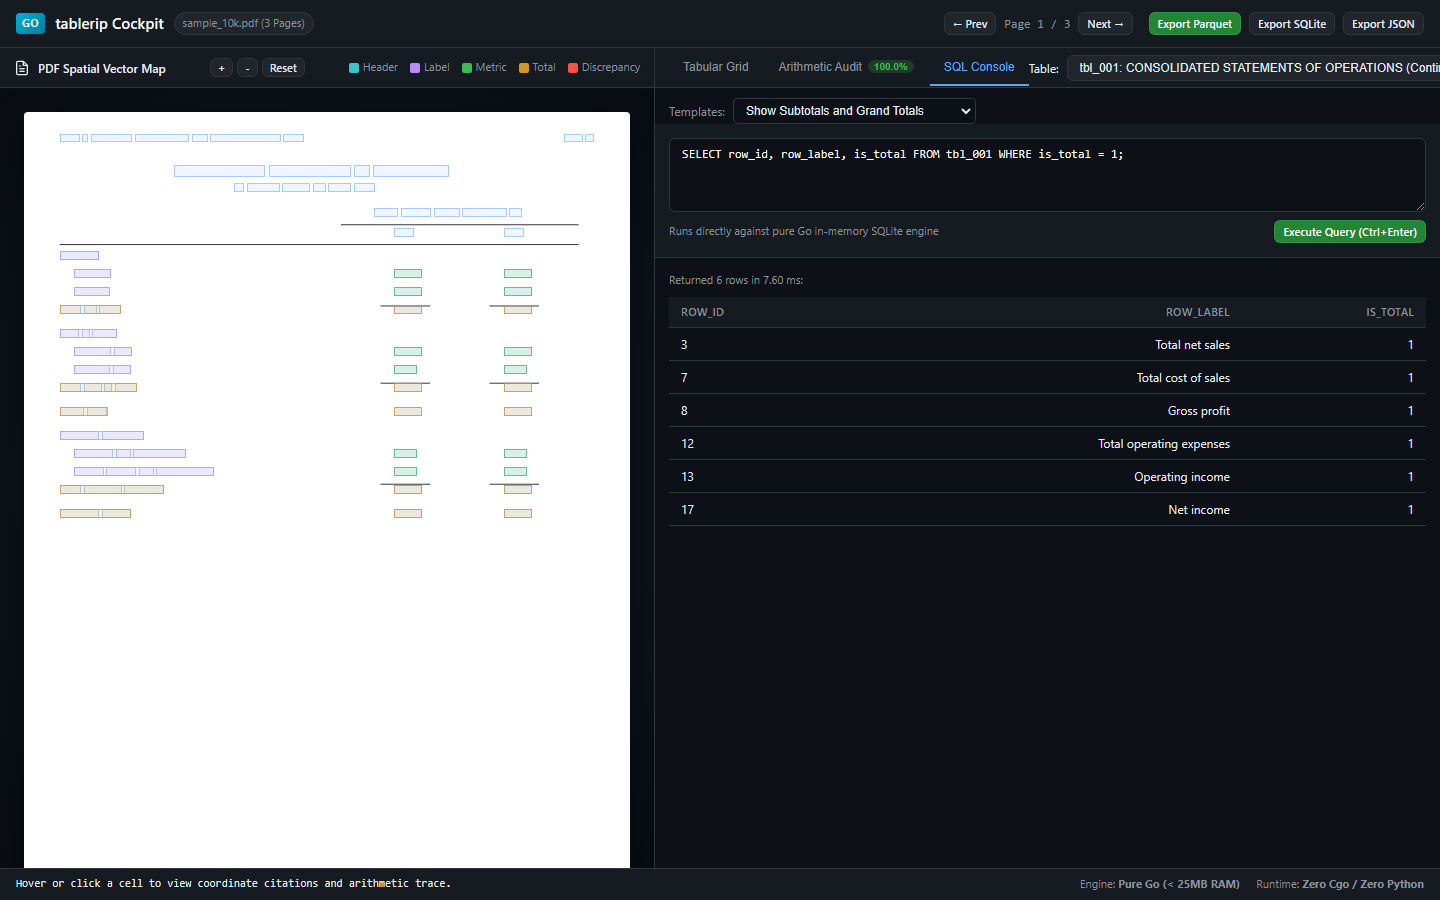 GO tablerip Cockpit sample_10k.pdf (3 Pages) ← Prev Page 1 / 3 Next → Export Parquet Export SQLite Export JSON
PDF Spatial Vector Map + - Reset Header Label Metric Total Discrepancy
Tabular Grid Arithmetic Audit 100.0% SQL Console Table: tbl_001: CONSOLIDATED STATEMENTS OF OPERATIONS (Conti
Templates: Show Subtotals and Grand Totals
SELECT row_id, row_label, is_total FROM tbl_001 WHERE is_total = 1;
Runs directly against pure Go in-memory SQLite engine Execute Query (Ctrl+Enter)
Returned 6 rows in 7.60 ms:
ROW_ID ROW_LABEL IS_TOTAL
3 Total net sales 1
7 Total cost of sales 1
8 Gross profit 1
12 Total operating expenses 1
13 Operating income 1
17 Net income 1
Hover or click a cell to view coordinate citations and arithmetic trace. Engine: Pure Go (< 25MB RAM) Runtime: Zero Cgo / Zero Python